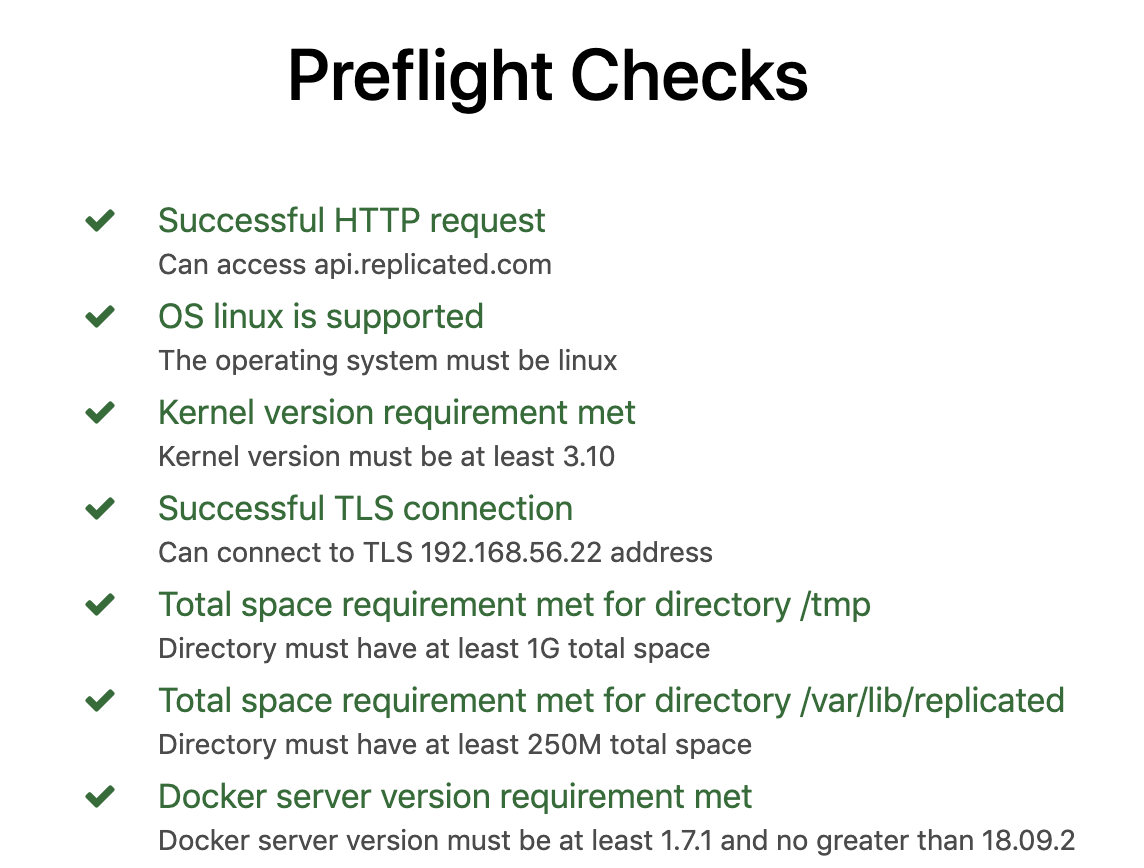 Preflight Checks
Successful HTTP request
Can access api.replicated.com
OS linux is supported
The operating system must be linux
Kernel version requirement met
Kernel version must be at least 3.10
Successful TLS connection
Can connect to TLS 192.168.56.22 address
Total space requirement met for directory /tmp
Directory must have at least 1G total space
Total space requirement met for directory /var/lib/replicated
Directory must have at least 250M total space
Docker server version requirement met
Docker server version must be at least 1.7.1 and no greater than 18.09.2